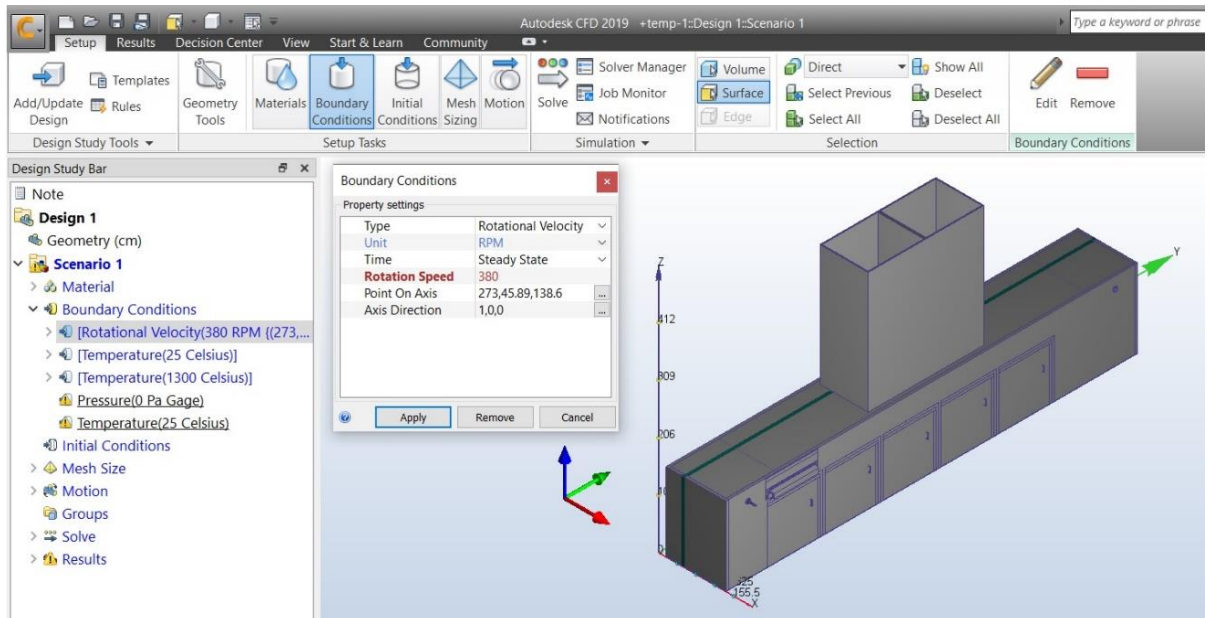 Autodesk CFD 2019 +temp-1::Design 1::Scenario 1
Type a keyword or phrase
Setup Results Decision Center View Start & Learn Community
Add/Update Design
Templates
Rules
Geometry Tools
Materials
Boundary Conditions
Initial Conditions
Mesh Sizing
Motion
Solve
Solver Manager
Job Monitor
Notifications
Volume
Surface
Edge
Direct
Select Previous
Select All
Show All
Deselect
Deselect All
Edit
Remove
Design Study Tools
Setup Tasks
Simulation
Selection
Boundary Conditions
Design Study Bar
Note
Design 1
Geometry (cm)
Scenario 1
Material
Boundary Conditions
[Rotational Velocity(380 RPM {(273,...
[Temperature(25 Celsius)]
[Temperature(1300 Celsius)]
Pressure(0 Pa Gage)
Temperature(25 Celsius)
Initial Conditions
Mesh Size
Motion
Groups
Solve
Results
Boundary Conditions
Property settings
Type Rotational Velocity
Unit RPM
Time Steady State
Rotation Speed 380
Point On Axis 273,45.89,138.6 ...
Axis Direction 1,0,0 ...
Apply Remove Cancel
Z
Y
412
309
206
155.5
X